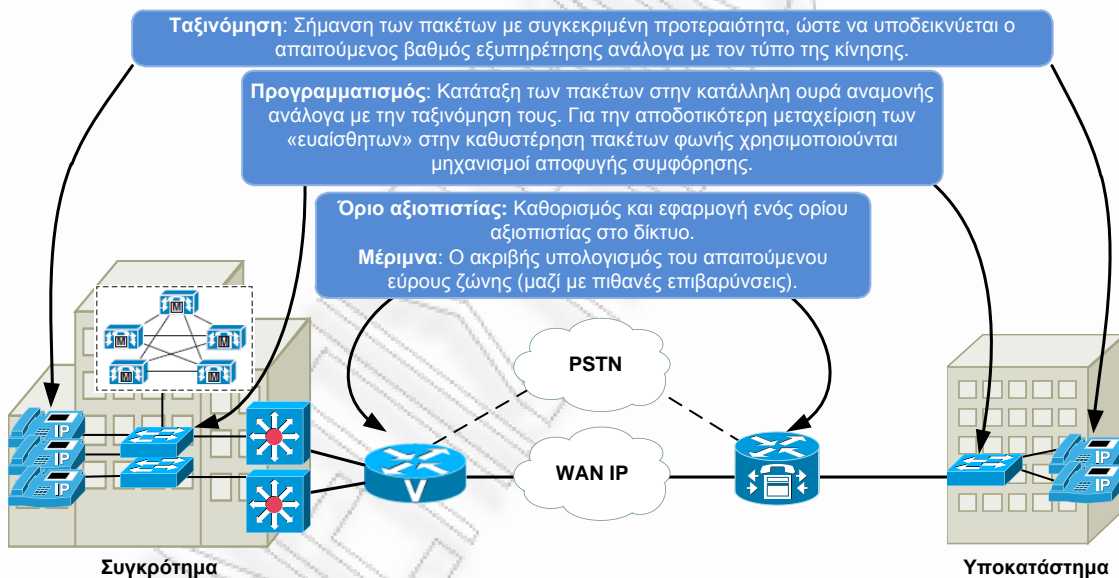 Ταξινόμηση: Σήμανση των πακέτων με συγκεκριμένη προτεραιότητα, ώστε να υποδεικνύεται ο
απαιτούμενος βαθμός εξυπηρέτησης ανάλογα με τον τύπο της κίνησης.
Προγραμματισμός: Κατάταξη των πακέτων στην κατάλληλη ουρά αναμονής
ανάλογα με την ταξινόμηση τους. Για την αποδοτικότερη μεταχείριση των
«ευαίσθητων» στην καθυστέρηση πακέτων φωνής χρησιμοποιούνται
μηχανισμοί αποφυγής συμφόρησης.
Όριο αξιοπιστίας: Καθορισμός και εφαρμογή ενός ορίου
αξιοπιστίας στο δίκτυο.
Μέριμνα: Ο ακριβής υπολογισμός του απαιτούμενου
εύρους ζώνης (μαζί με πιθανές επιβαρύνσεις).
M
M
M
M
M
PSTN
IP
IP
IP
V
WAN IP
IP
IP
Συγκρότημα
Υποκατάστημα